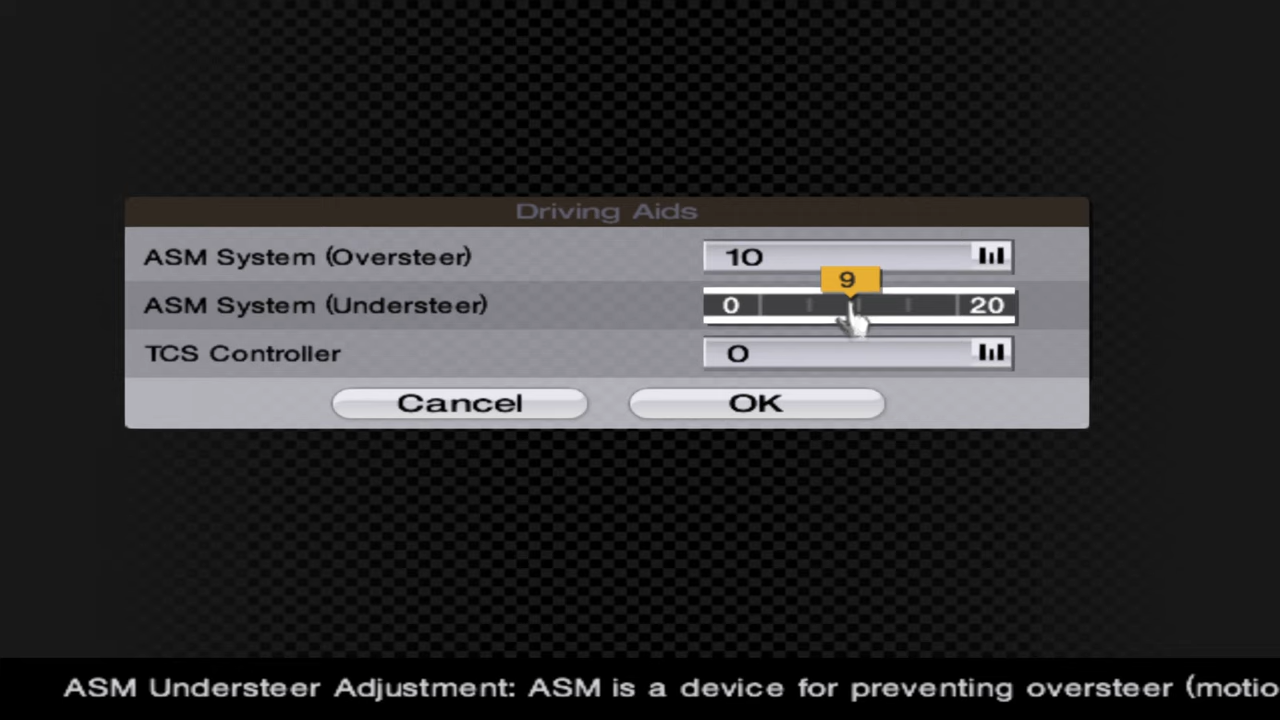 Driving Aids
ASM System (Oversteer) 10
9
ASM System (Understeer) 0 20
TCS Controller 0
Cancel OK
ASM Understeer Adjustment: ASM is a device for preventing oversteer (motio